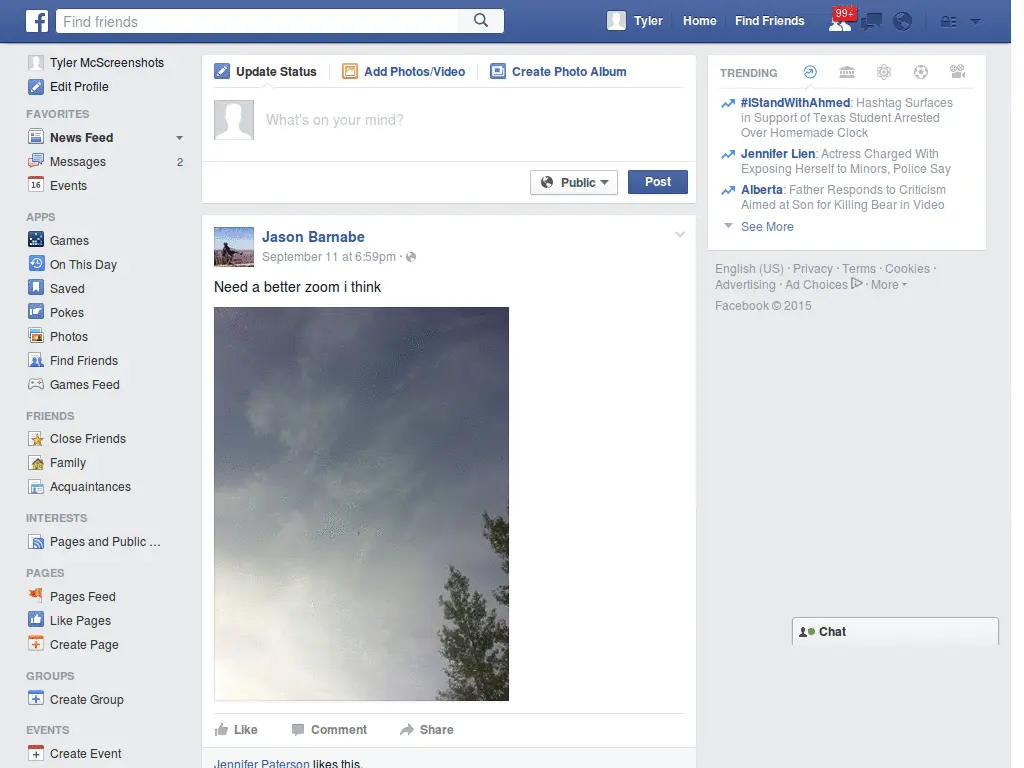 f
Find friends
Tyler
Home
Find Friends
99+
Tyler McScreenshots
Edit Profile
FAVORITES
News Feed
Messages 2
16 Events
APPS
Games
On This Day
Saved
Pokes
Photos
Find Friends
Games Feed
FRIENDS
Close Friends
Family
Acquaintances
INTERESTS
Pages and Public ...
PAGES
Pages Feed
Like Pages
Create Page
GROUPS
Create Group
EVENTS
Create Event
Update Status
Add Photos/Video
Create Photo Album
What's on your mind?
Public
Post
Jason Barnabe
September 11 at 6:59pm ·
Need a better zoom i think
Like
Comment
Share
Jennifer Paterson likes this.
TRENDING
#IStandWithAhmed: Hashtag Surfaces
in Support of Texas Student Arrested
Over Homemade Clock
Jennifer Lien: Actress Charged With
Exposing Herself to Minors, Police Say
Alberta: Father Responds to Criticism
Aimed at Son for Killing Bear in Video
See More
English (US) · Privacy · Terms · Cookies ·
Advertising · Ad Choices · More
Facebook © 2015
Chat